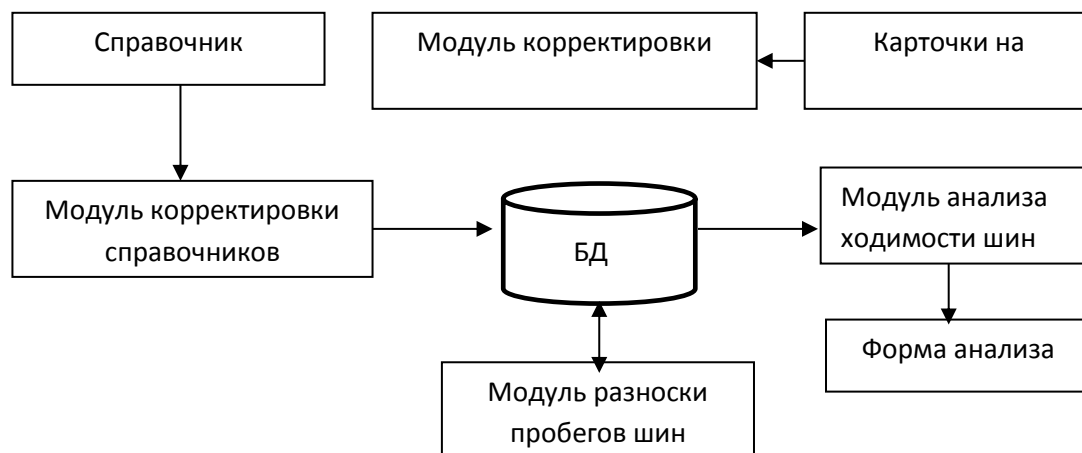 Справочник
Модуль корректировки
Карточки на
Модуль корректировки
справочников
БД
Модуль анализа
ходимости шин
Форма анализа
Модуль разноски
пробегов шин